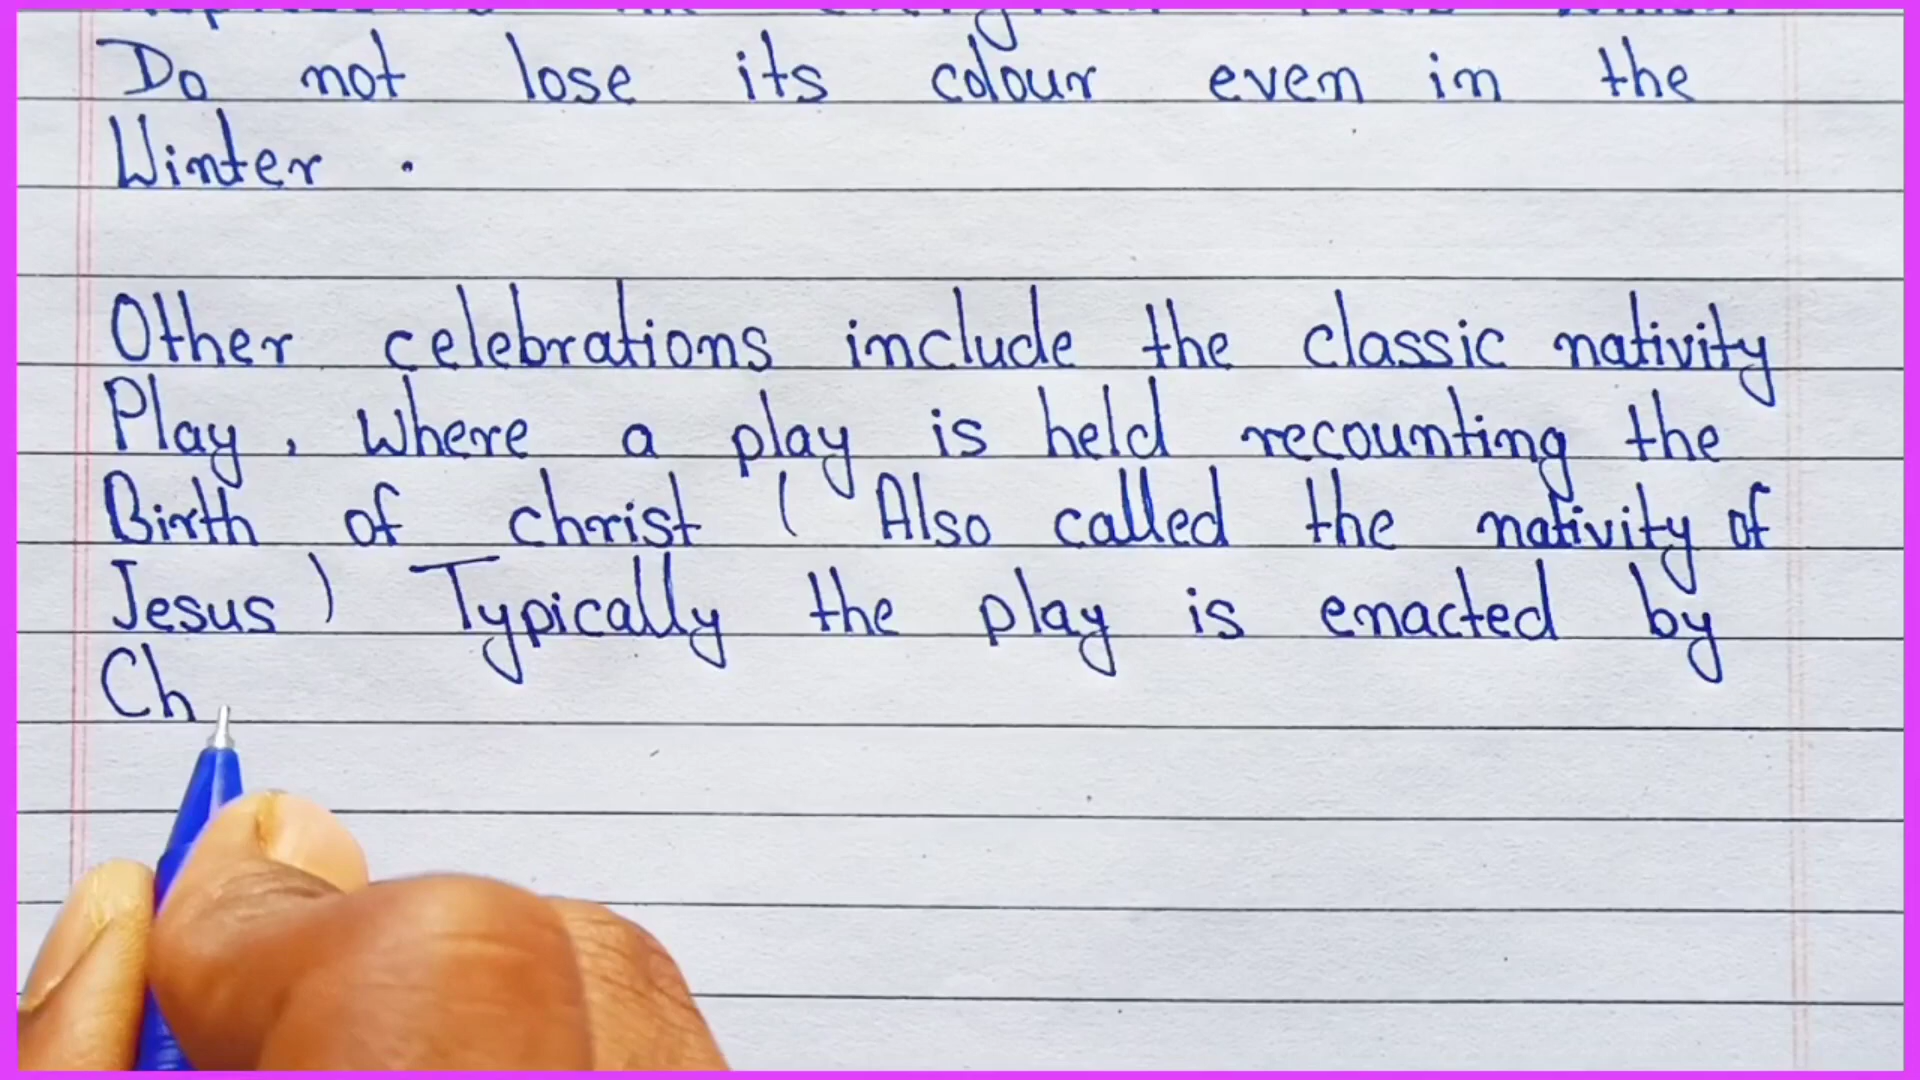 Do not lose its colour even in the
Winter .
Other celebrations include the classic nativity
Play , Where a play is held recounting the
Birth of christ ( Also called the nativity of
Jesus ) Typically the play is enacted by
Ch